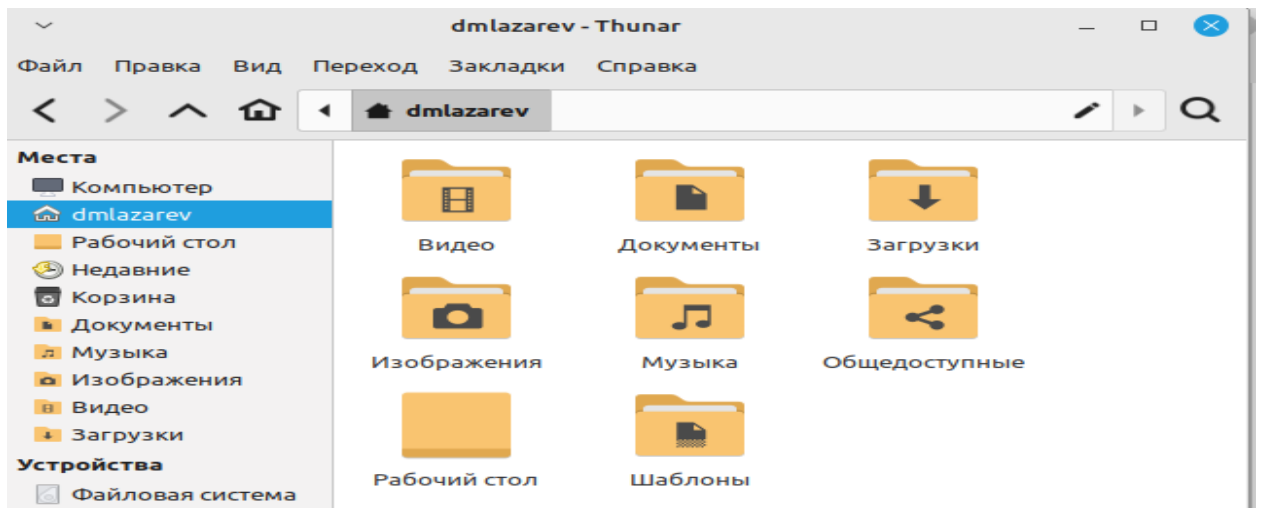 dmlazarev - Thunar
Файл Правка Вид Переход Закладки Справка
dmlazarev
Места
Компьютер
dmlazarev
Рабочий стол
Недавние
Корзина
Документы
Музыка
Изображения
Видео
Загрузки
Устройства
Файловая система
Видео Документы Загрузки
Изображения Музыка Общедоступные
Рабочий стол Шаблоны